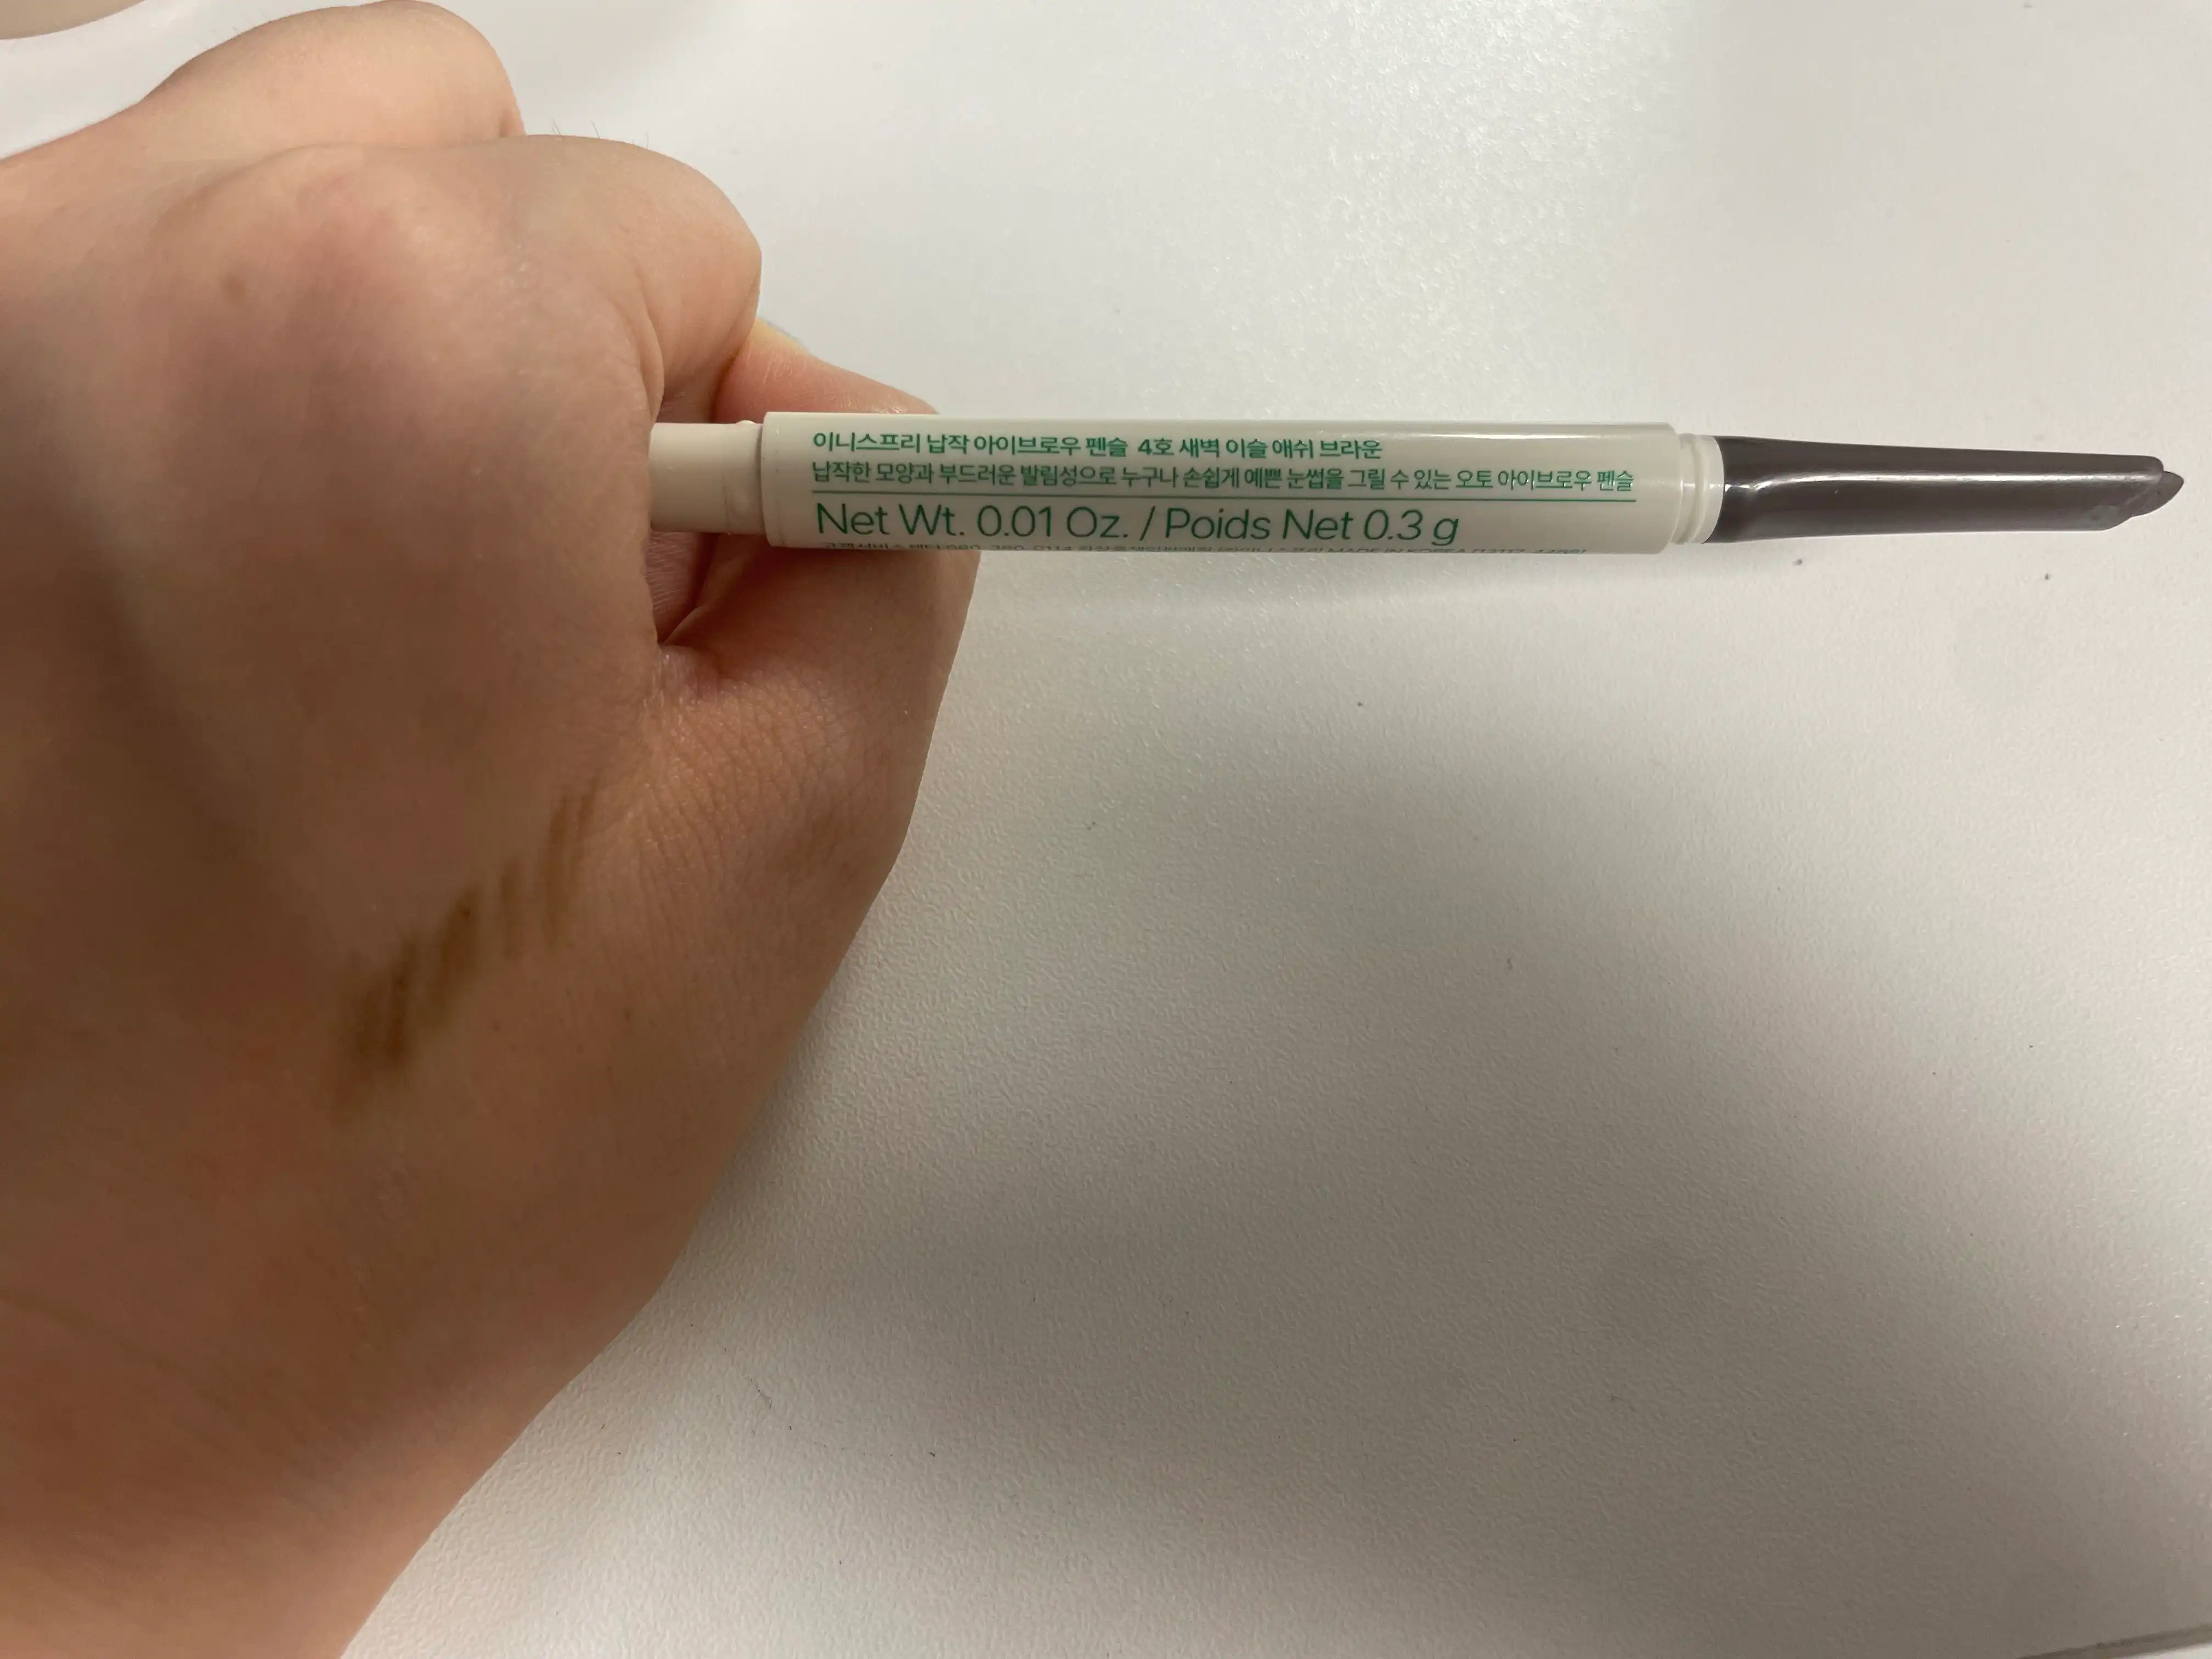 이니스프리 납작 아이브로우 펜슬 4호 새벽 이슬 애쉬 브라운
납작한 모양과 부드러운 발림성으로 누구나 손쉽게 예쁜 눈썹을 그릴 수 있는 오토 아이브로우 펜슬
Net Wt. 0.01 Oz. / Poids Net 0.3 g
MADE IN KOREA